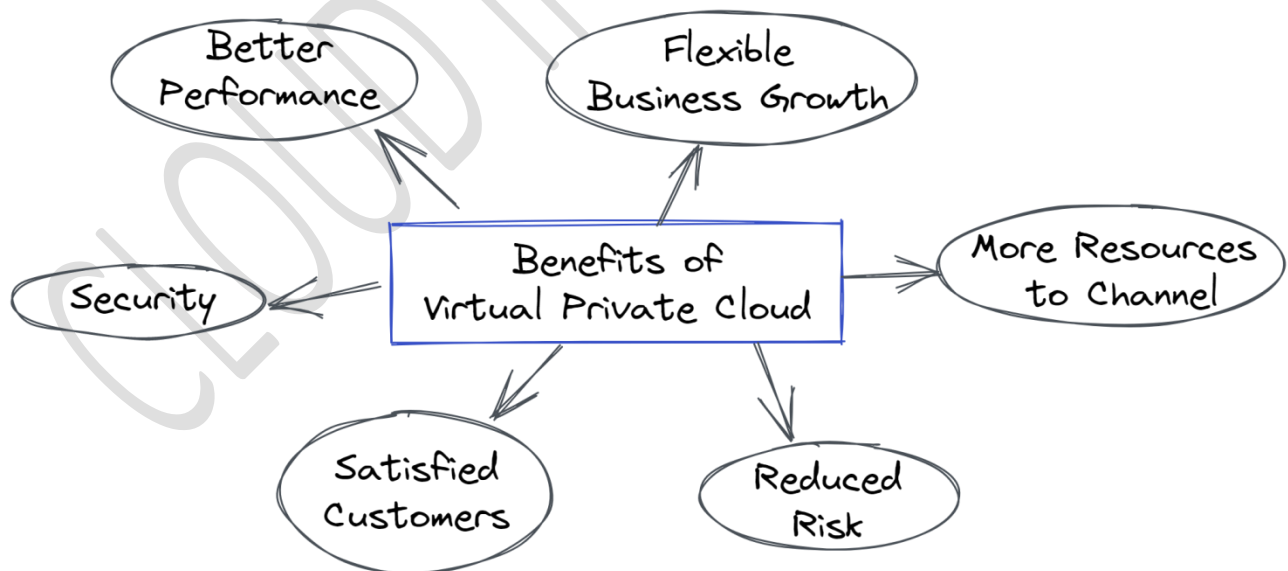 Better
Performance
Flexible
Business Growth
Benefits of
Virtual Private Cloud
More Resources
to Channel
Security
Satisfied
Customers
Reduced
Risk
CLOUD